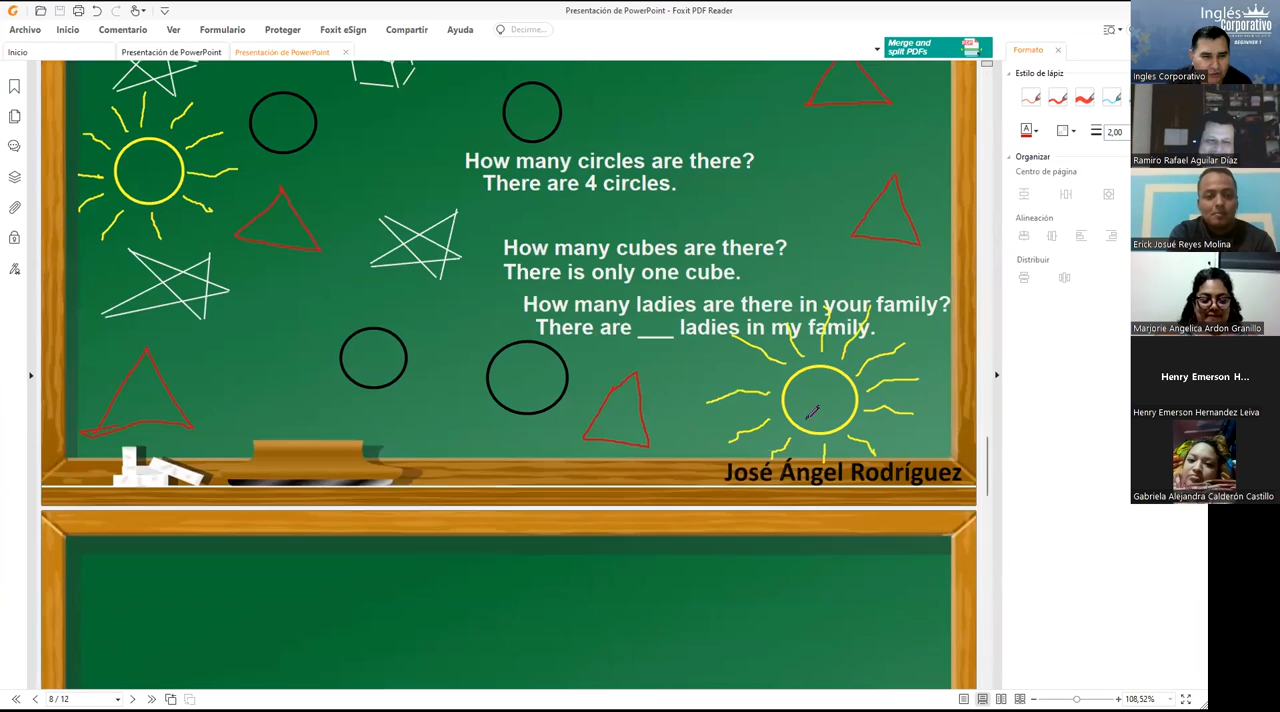 Presentación de PowerPoint - Foxit PDF Reader
Archivo Inicio Comentario Ver Formulario Proteger Foxit eSign Compartir Ayuda Decirme...
Inicio Presentación de PowerPoint Presentación de PowerPoint
Merge and
split PDFs
Formato
Estilo de lápiz
2,00
Organizar
Centro de página
Alineación
Distribuir
How many circles are there?
There are 4 circles.
How many cubes are there?
There is only one cube.
How many ladies are there in your family?
There are ___ ladies in my family.
José Ángel Rodríguez
Inglés
Corporativo
BEGINNER 1
Ingles Corporativo
Ramiro Rafael Aguilar Díaz
Erick Josué Reyes Molina
Marjorie Angelica Ardon Granillo
Henry Emerson H...
Henry Emerson Hernandez Leiva
Gabriela Alejandra Calderón Castillo
8 / 12
108,52%